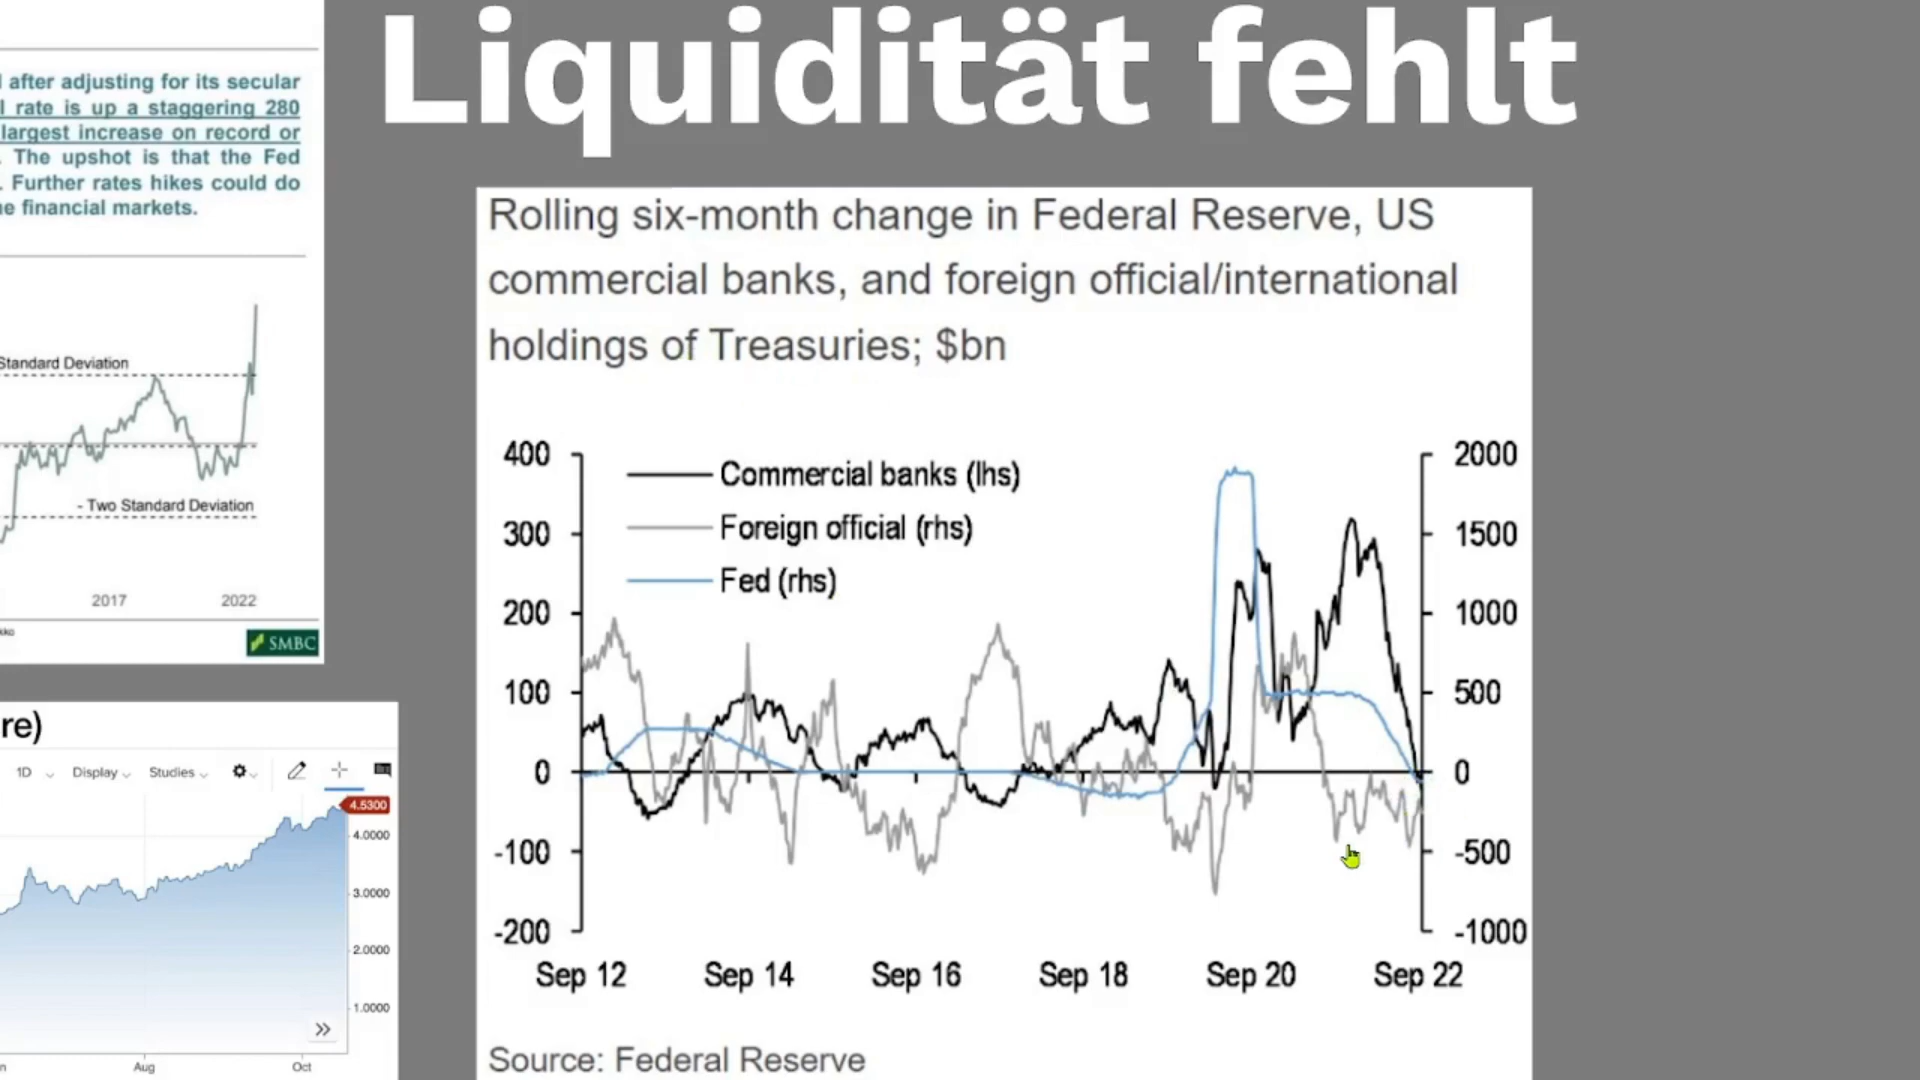 Liquidität fehlt
after adjusting for its secular
rate is up a staggering 280
largest increase on record or
. The upshot is that the Fed
. Further rates hikes could do
financial markets.
Standard Deviation
- Two Standard Deviation
2017 2022
SMBC
re)
1D Display Studies
4.5300
4.0000
3.0000
2.0000
1.0000
Aug Oct
Rolling six-month change in Federal Reserve, US
commercial banks, and foreign official/international
holdings of Treasuries; $bn
400 2000
Commercial banks (lhs)
300 1500
Foreign official (rhs)
Fed (rhs)
200 1000
100 500
0 0
-100 -500
-200 -1000
Sep 12 Sep 14 Sep 16 Sep 18 Sep 20 Sep 22
Source: Federal Reserve